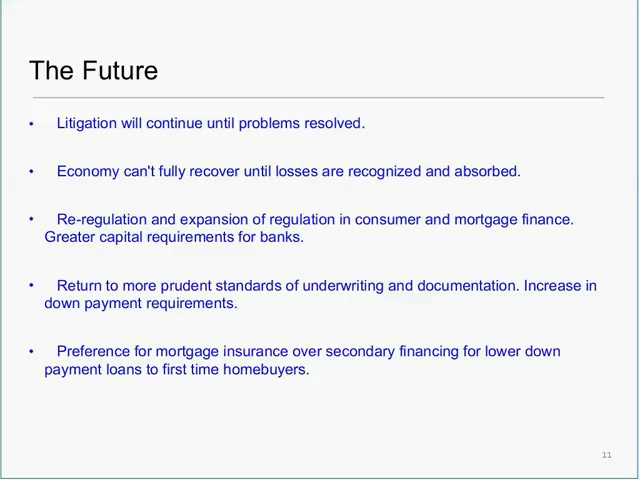 The Future
• Litigation will continue until problems resolved.
• Economy can't fully recover until losses are recognized and absorbed.
• Re-regulation and expansion of regulation in consumer and mortgage finance.
Greater capital requirements for banks.
• Return to more prudent standards of underwriting and documentation. Increase in
down payment requirements.
• Preference for mortgage insurance over secondary financing for lower down
payment loans to first time homebuyers.
11